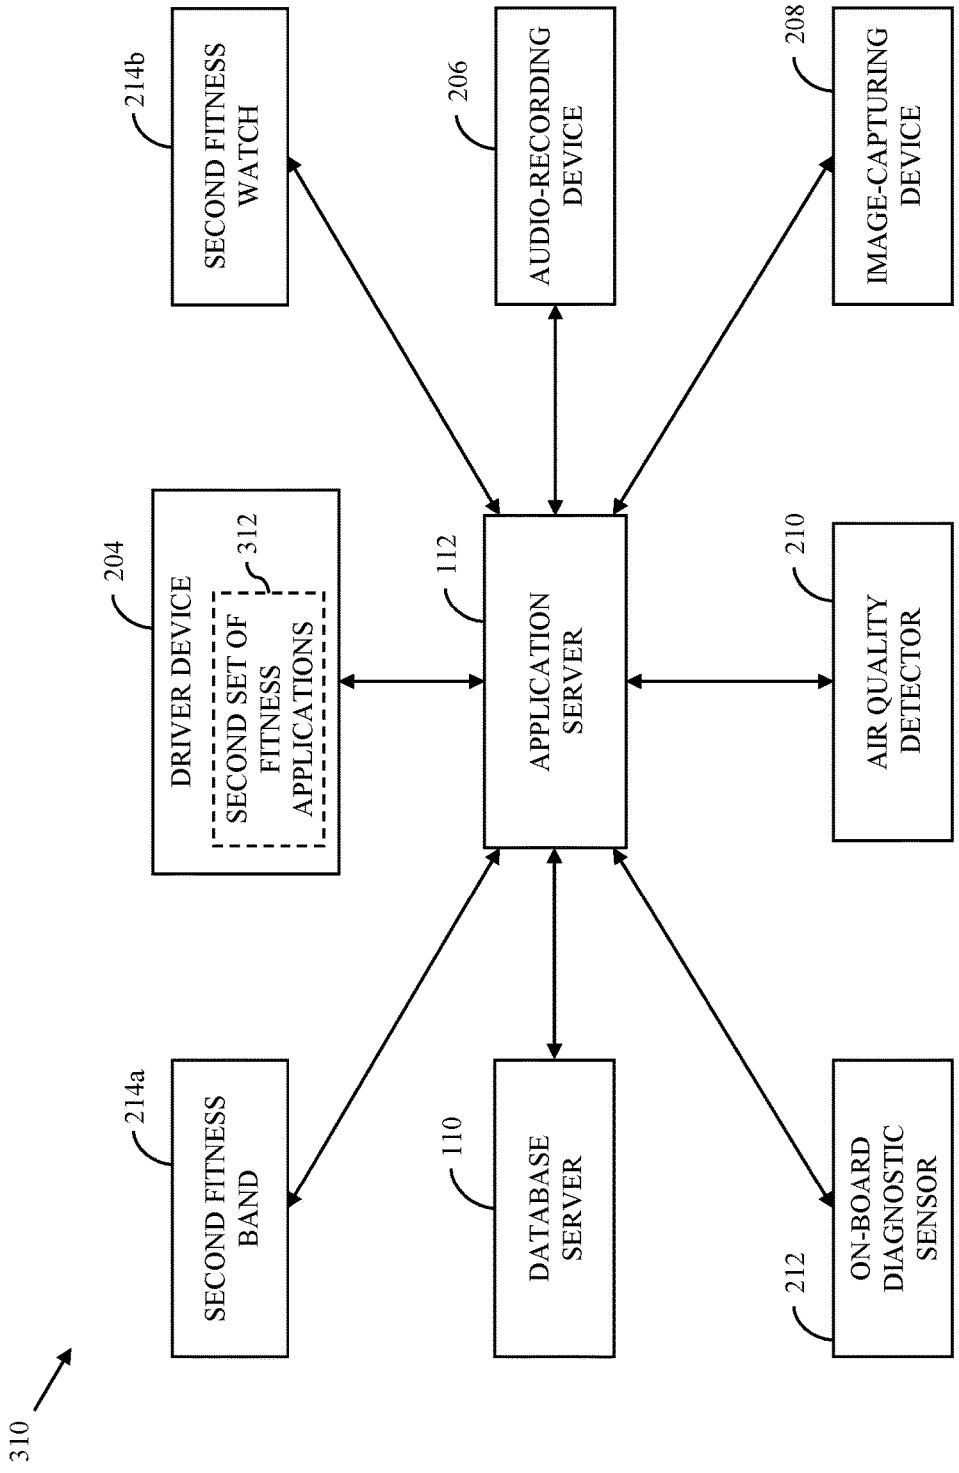 310
214a
SECOND FITNESS
BAND
204
DRIVER DEVICE
312
SECOND SET OF
FITNESS
APPLICATIONS
214b
SECOND FITNESS
WATCH
110
DATABASE
SERVER
112
APPLICATION
SERVER
206
AUDIO-RECORDING
DEVICE
212
ON-BOARD
DIAGNOSTIC
SENSOR
210
AIR QUALITY
DETECTOR
208
IMAGE-CAPTURING
DEVICE